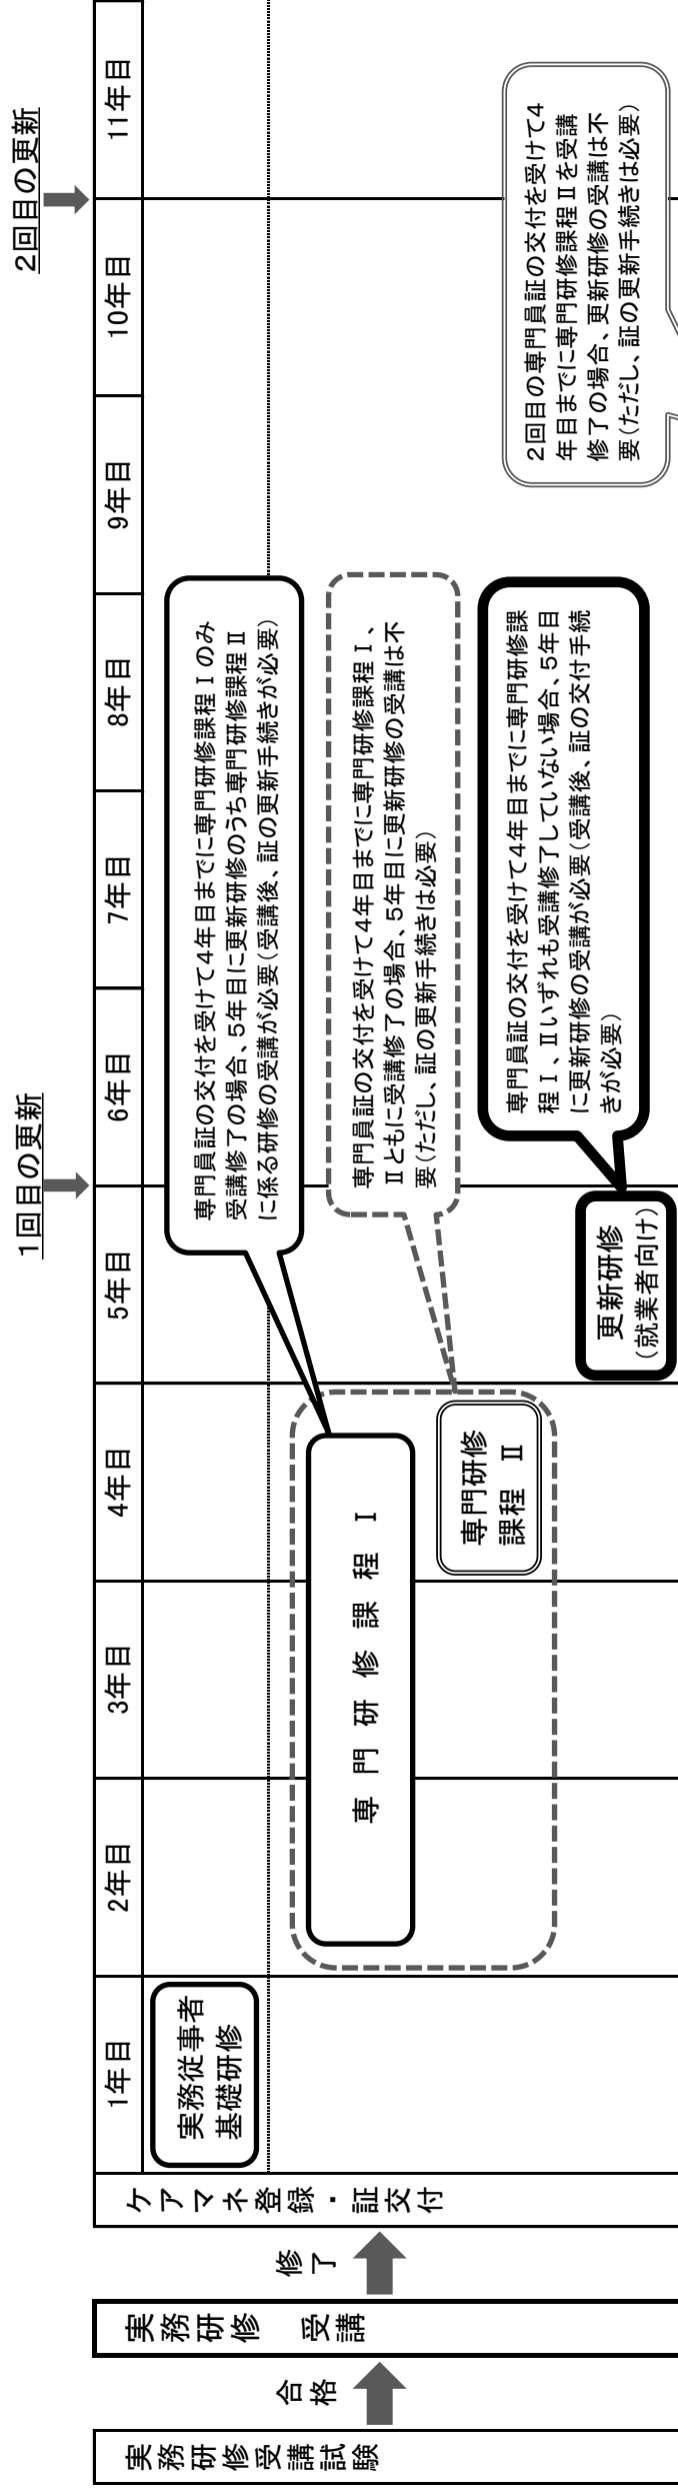 1回目の更新
2回目の更新
実務研修受講試験
合格
実務研修　受講
修了
ケアマネ登録・証交付
1年目
2年目
3年目
4年目
5年目
6年目
7年目
8年目
9年目
10年目
11年目
実務従事者
基礎研修
専門研修課程Ⅰ
専門員証の交付を受けて4年目までに専門研修課程Ⅰのみ
受講修了の場合、5年目に更新研修のうち専門研修課程Ⅱ
に係る研修の受講が必要（受講後、証の更新手続きが必要）
専門研修
課程　Ⅱ
専門員証の交付を受けて4年目までに専門研修課程Ⅰ、
Ⅱともに受講修了の場合、5年目に更新研修の受講は不
要（ただし、証の更新手続きは必要）
更新研修
（就業者向け）
専門員証の交付を受けて4年目までに専門研修課
程Ⅰ、Ⅱいずれも受講修了していない場合、5年目
に更新研修の受講が必要（受講後、証の交付手続
きが必要）
2回目の専門員証の交付を受けて4
年目までに専門研修課程Ⅱを受講
修了の場合、更新研修の受講は不
要（ただし、証の更新手続きは必要）